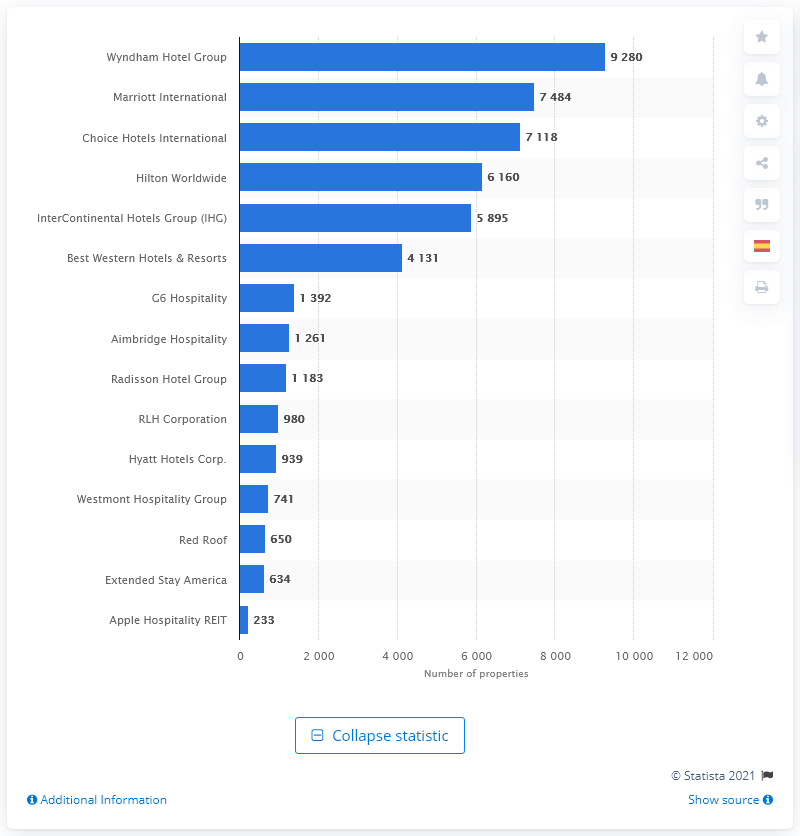 Wyndham Hotel Group 9 280
Marriott International 7 484
Choice Hotels International 7 118
Hilton Worldwide 6 160
InterContinental Hotels Group (IHG) 5 895
Best Western Hotels & Resorts 4 131
G6 Hospitality 1 392
Aimbridge Hospitality 1 261
Radisson Hotel Group 1 183
RLH Corporation 980
Hyatt Hotels Corp. 939
Westmont Hospitality Group 741
Red Roof 650
Extended Stay America 634
Apple Hospitality REIT 233
0 2 000 4 000 6 000 8 000 10 000 12 000
Number of properties
Collapse statistic
© Statista 2021
Additional Information Show source